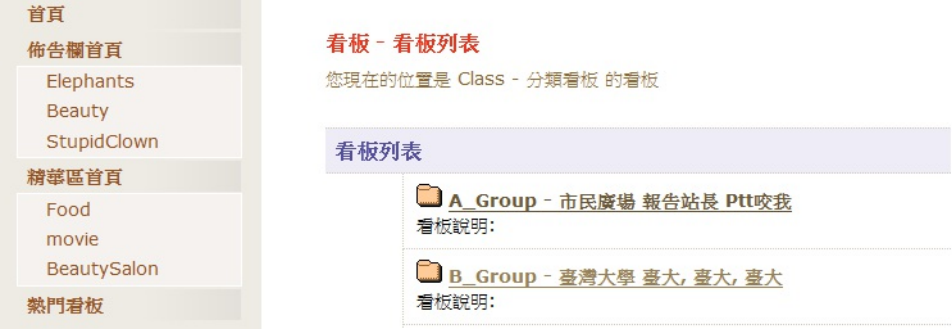 首頁
佈告欄首頁
Elephants
Beauty
StupidClown
精華區首頁
Food
movie
BeautySalon
熱門看板
看板 - 看板列表
您現在的位置是 Class - 分類看板 的看板
看板列表
A_Group - 市民廣場 報告站長 Ptt咬我
看板說明:
B_Group - 臺灣大學 臺大, 臺大, 臺大
看板說明: